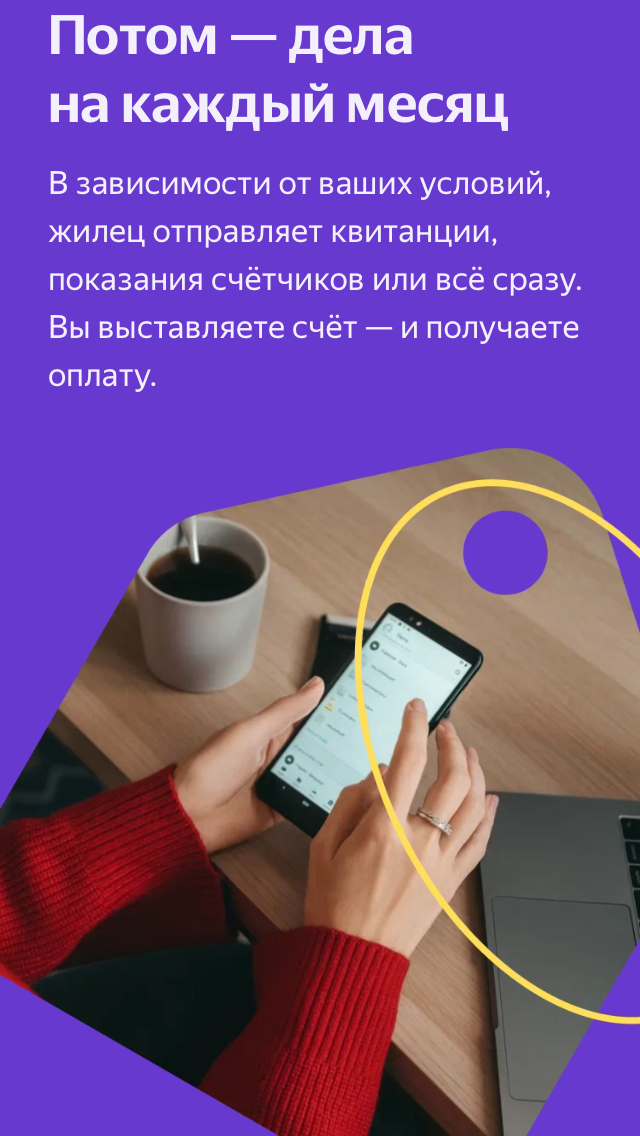 Потом — дела
на каждый месяц
В зависимости от ваших условий,
жилец отправляет квитанции,
показания счётчиков или всё сразу.
Вы выставляете счёт — и получаете
оплату.